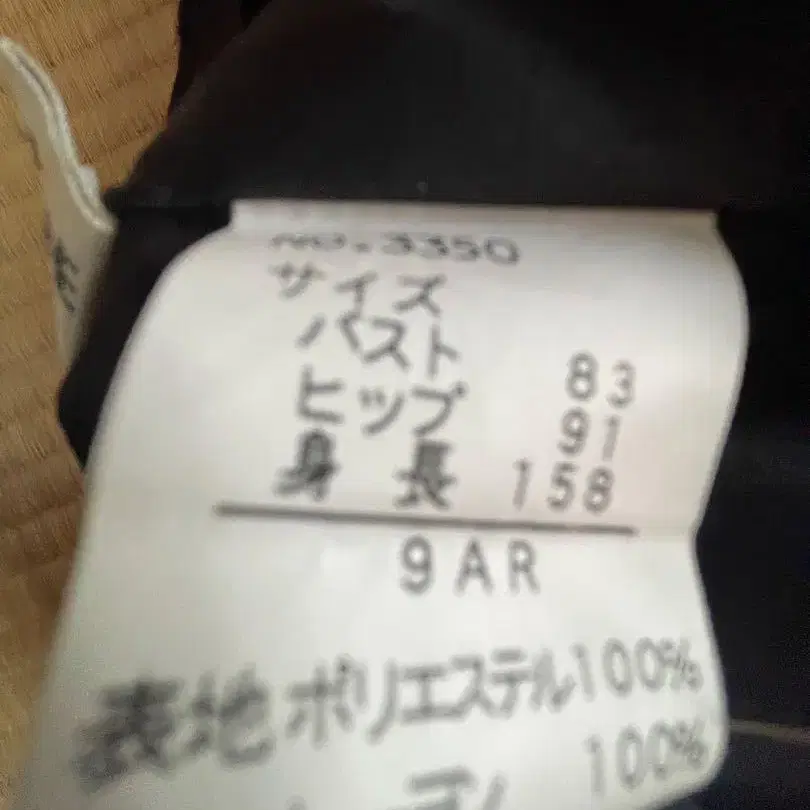 NO.3350
サイズ
バスト 83
ヒップ 91
身長 158
9AR
表地 ポリエステル100%
100%